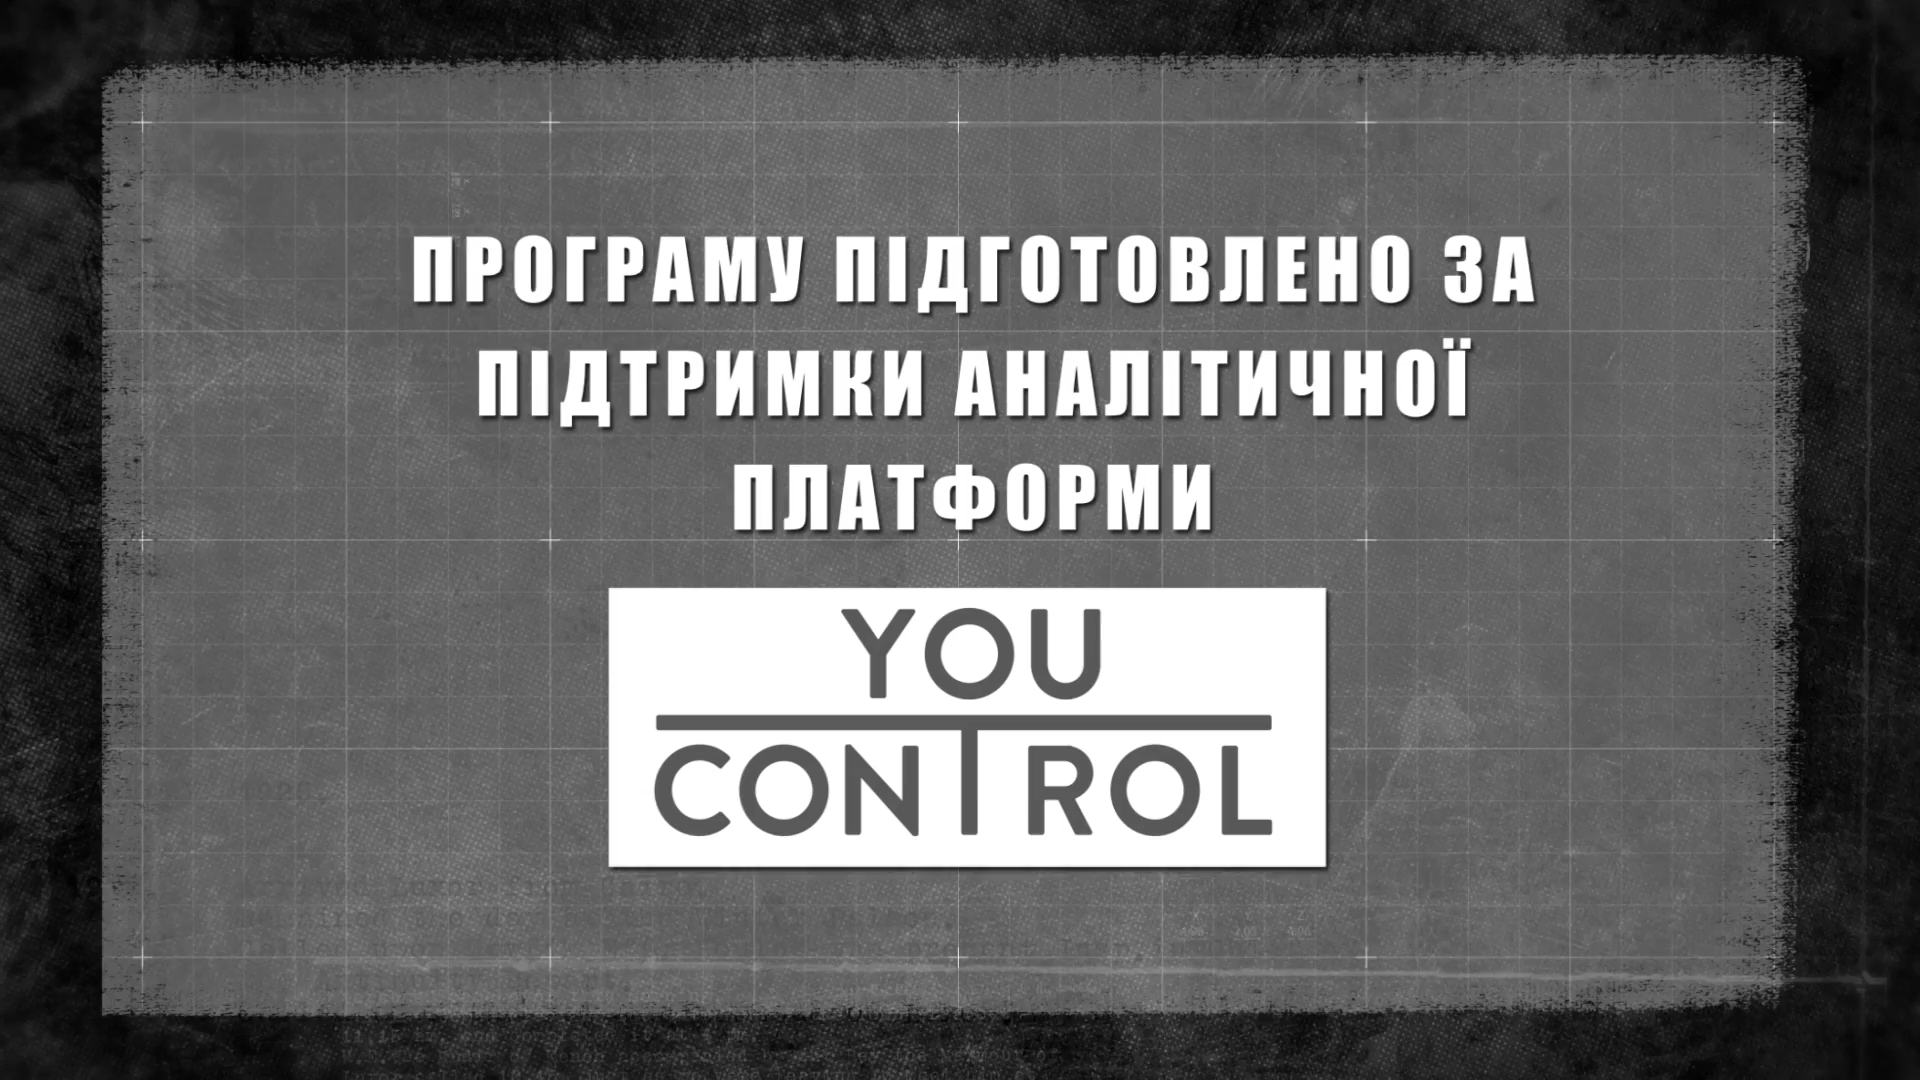 ПРОГРАМУ ПІДГОТОВЛЕНО ЗА
ПІДТРИМКИ АНАЛІТИЧНОЇ
ПЛАТФОРМИ
YOU
CONTROL